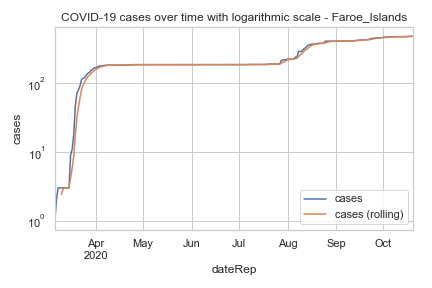 COVID-19 cases over time with logarithmic scale - Faroe_Islands
cases
10²
10¹
10⁰
cases
cases (rolling)
Apr May Jun Jul Aug Sep Oct
2020
dateRep